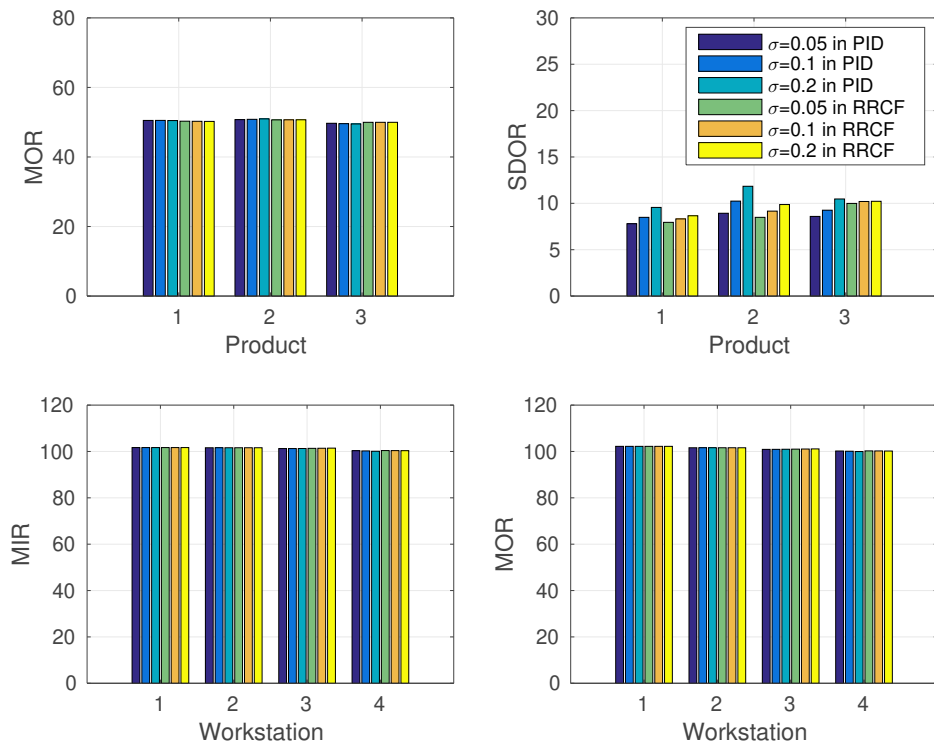 80
60
40
20
0
MOR
1 2 3
Product
30
25
20
15
10
5
0
SDOR
σ=0.05 in PID
σ=0.1 in PID
σ=0.2 in PID
σ=0.05 in RRCF
σ=0.1 in RRCF
σ=0.2 in RRCF
1 2 3
Product
120
100
80
60
40
20
0
MIR
1 2 3 4
Workstation
120
100
80
60
40
20
0
MOR
1 2 3 4
Workstation